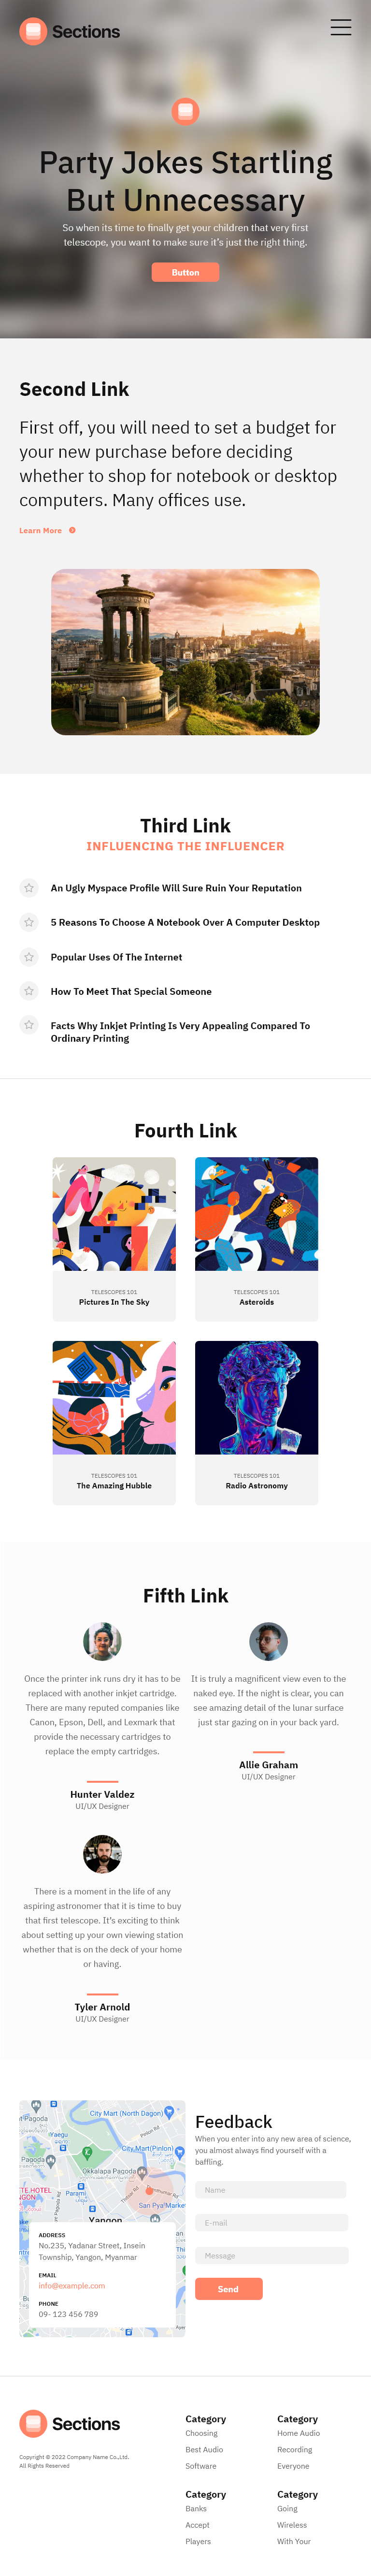 Sections
Party Jokes Startling
But Unnecessary
So when its time to finally get your children that very first
telescope, you want to make sure it's just the right thing.
Button
Second Link
First off, you will need to set a budget for
your new purchase before deciding
whether to shop for notebook or desktop
computers. Many offices use.
Learn More
Third Link
INFLUENCING THE INFLUENCER
An Ugly Myspace Profile Will Sure Ruin Your Reputation
5 Reasons To Choose A Notebook Over A Computer Desktop
Popular Uses Of The Internet
How To Meet That Special Someone
Facts Why Inkjet Printing Is Very Appealing Compared To
Ordinary Printing
Fourth Link
TELESCOPES 101
Pictures In The Sky
TELESCOPES 101
Asteroids
TELESCOPES 101
The Amazing Hubble
TELESCOPES 101
Radio Astronomy
Fifth Link
Once the printer ink runs dry it has to be
replaced with another inkjet cartridge.
There are many reputed companies like
Canon, Epson, Dell, and Lexmark that
provide the necessary cartridges to
replace the empty cartridges.
Hunter Valdez
UI/UX Designer
It is truly a magnificent view even to the
naked eye. If the night is clear, you can
see amazing detail of the lunar surface
just star gazing on in your back yard.
Allie Graham
UI/UX Designer
There is a moment in the life of any
aspiring astronomer that it is time to buy
that first telescope. It's exciting to think
about setting up your own viewing station
whether that is on the deck of your home
or having.
Tyler Arnold
UI/UX Designer
City Mart (North Dagon)
Ywegu
City Mart(Pinlon)
Okkalapa Pagoda
Parami
San Pya Market
Yangon
ADDRESS
No.235, Yadanar Street, Insein
Township, Yangon, Myanmar
EMAIL
info@example.com
PHONE
09- 123 456 789
Feedback
When you enter into any new area of science,
you almost always find yourself with a
baffling.
Name
E-mail
Message
Send
Sections
Copyright © 2022 Company Name Co.,Ltd.
All Rights Reserved
Category
Choosing
Best Audio
Software
Category
Home Audio
Recording
Everyone
Category
Banks
Accept
Players
Category
Going
Wireless
With Your